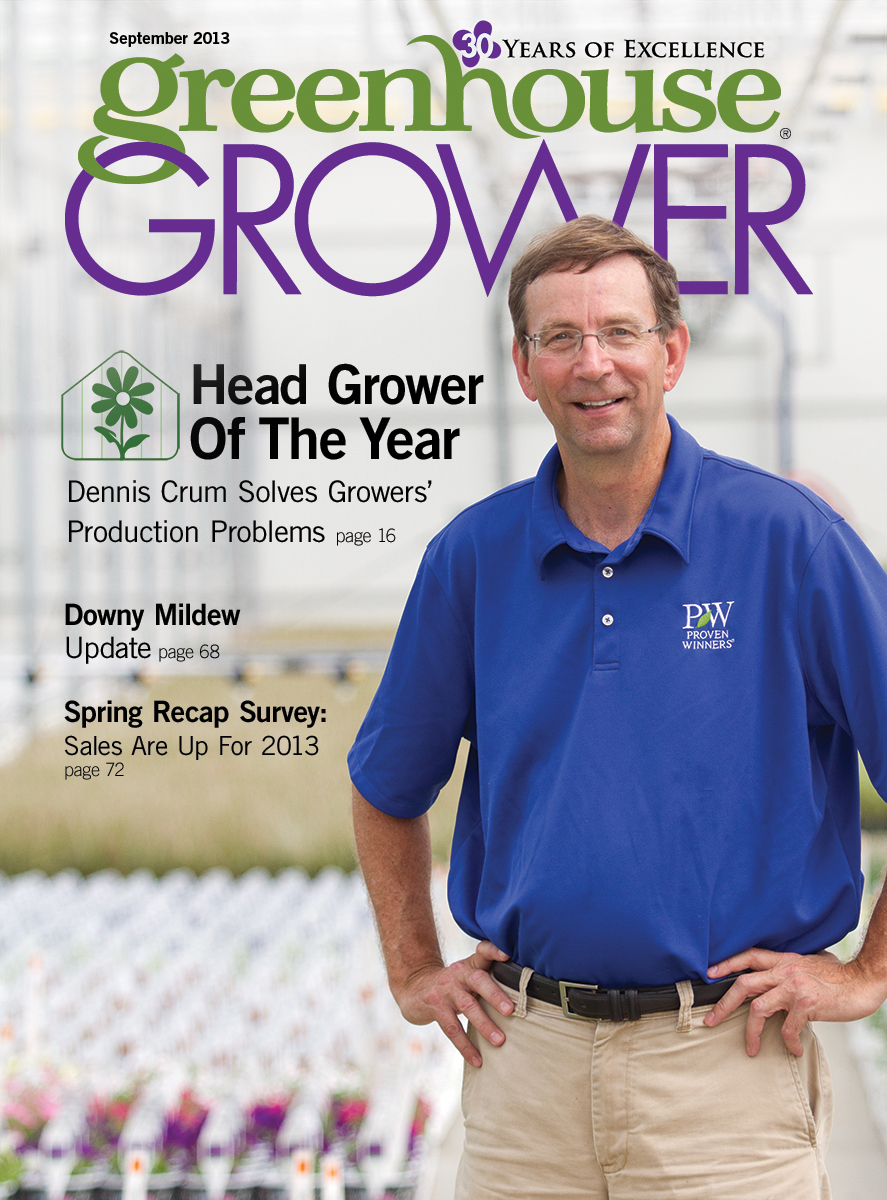 September 2013
30 YEARS OF EXCELLENCE
greenhouse®
GROWER
Head Grower
Of The Year
Dennis Crum Solves Growers’
Production Problems page 16
Downy Mildew
Update page 68
Spring Recap Survey:
Sales Are Up For 2013
page 72
PW
PROVEN
WINNERS®